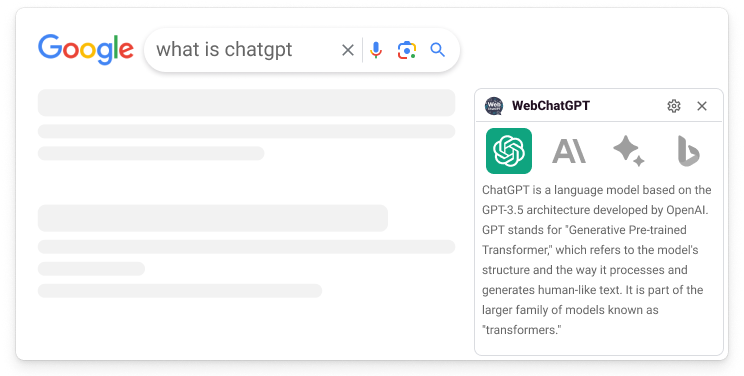 Google
what is chatgpt
Web
WebChatGPT
ChatGPT is a language model based on the
GPT-3.5 architecture developed by OpenAI.
GPT stands for "Generative Pre-trained
Transformer," which refers to the model's
structure and the way it processes and
generates human-like text. It is part of the
larger family of models known as
"transformers."